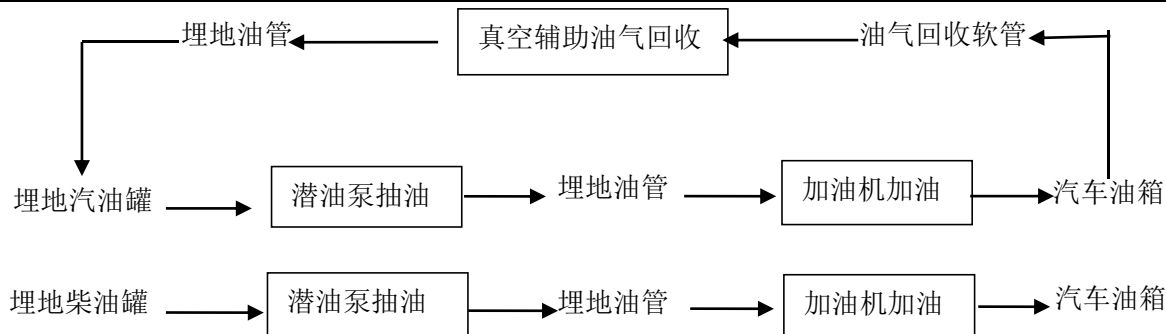 埋地油管 真空辅助油气回收 油气回收软管
埋地汽油罐 潜油泵抽油 埋地油管 加油机加油 汽车油箱
埋地柴油罐 潜油泵抽油 埋地油管 加油机加油 汽车油箱